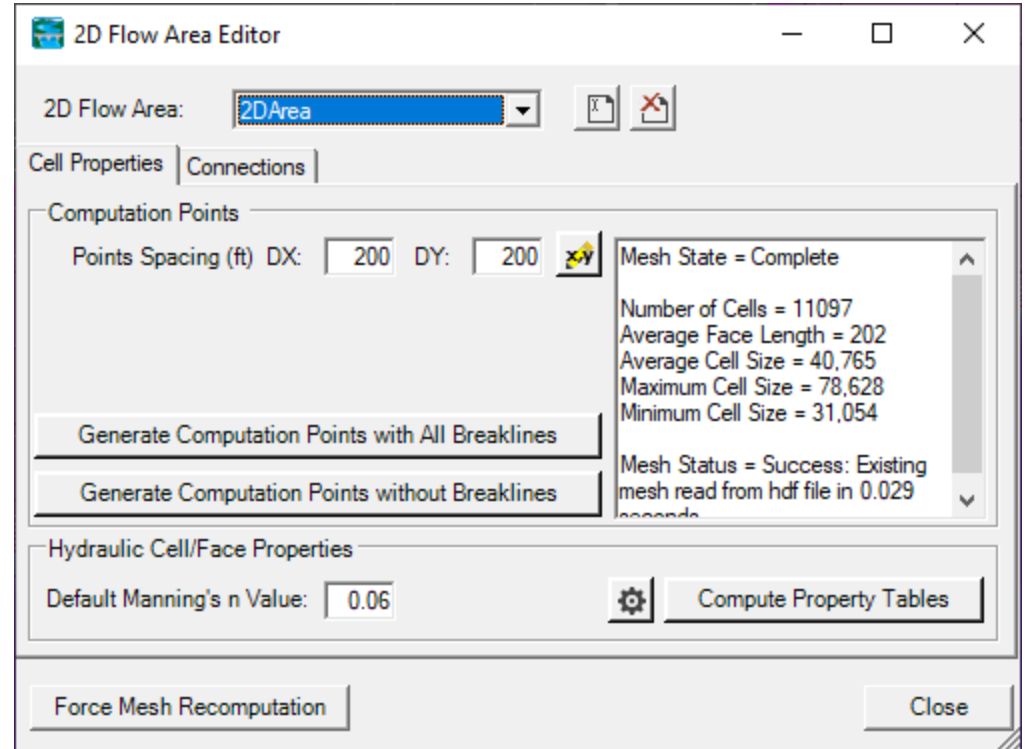 2D Flow Area Editor
2D Flow Area: 2DArea
Cell Properties Connections
Computation Points
Points Spacing (ft) DX: 200 DY: 200 x,y
Mesh State = Complete
Number of Cells = 11097
Average Face Length = 202
Average Cell Size = 40,765
Maximum Cell Size = 78,628
Minimum Cell Size = 31,054
Mesh Status = Success: Existing
mesh read from hdf file in 0.029
seconds
Generate Computation Points with All Breaklines
Generate Computation Points without Breaklines
Hydraulic Cell/Face Properties
Default Manning's n Value: 0.06 Compute Property Tables
Force Mesh Recomputation Close